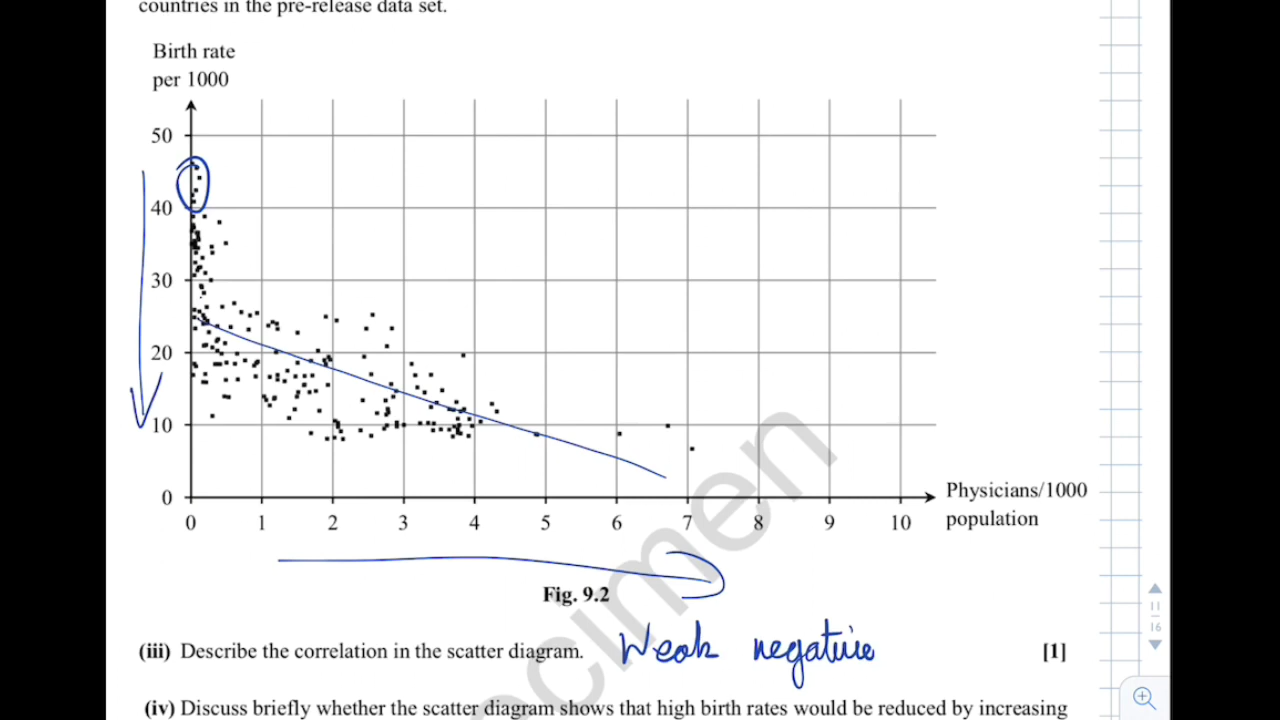 countries in the pre-release data set.
Birth rate
per 1000
50
40
30
20
10
0
0 1 2 3 4 5 6 7 8 9 10
Physicians/1000
population
Fig. 9.2
(iii) Describe the correlation in the scatter diagram. Weak negative [1]
(iv) Discuss briefly whether the scatter diagram shows that high birth rates would be reduced by increasing
specimen
11
16